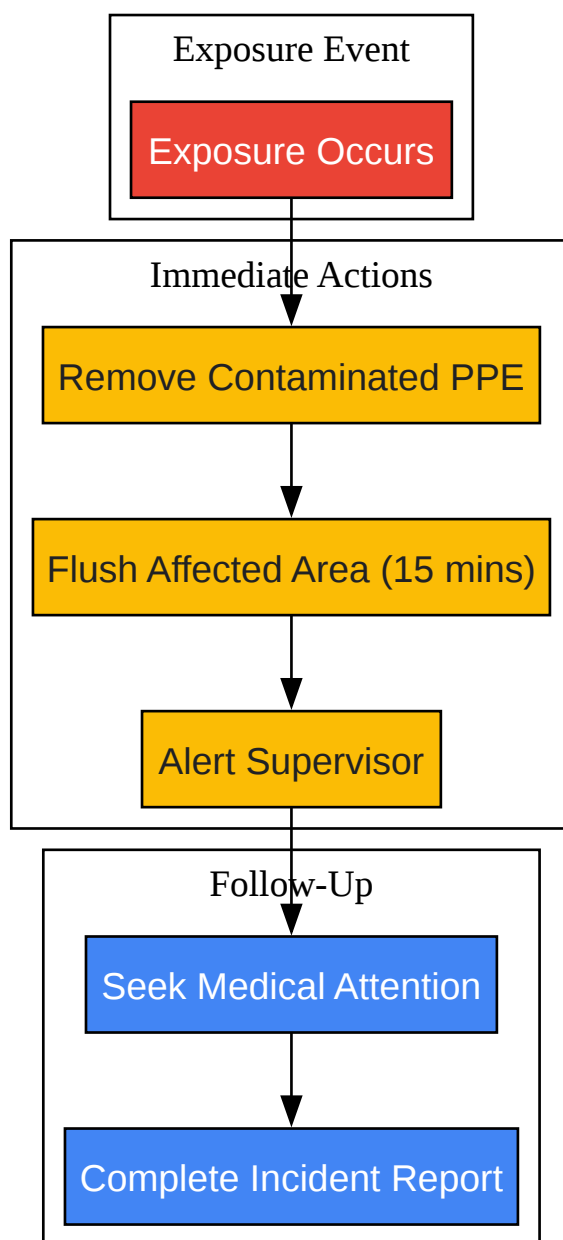 Exposure Event
Exposure Occurs
Immediate Actions
Remove Contaminated PPE
Flush Affected Area (15 mins)
Alert Supervisor
Follow-Up
Seek Medical Attention
Complete Incident Report